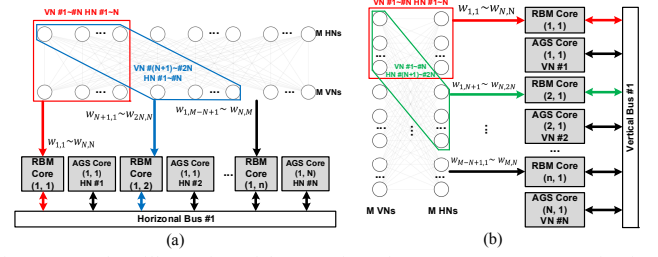 VN #1~#N HN #1~N
... ... ... M HNs
VN #(N+1)~#2N
HN #1~#N
... ... ... M VNs
w1,1~wN,N
wN+1,1~w2N,N
w1,M−N+1~ wN,M
RBM Core (1, 1)
AGS Core (1, 1) HN #1
RBM Core (1, 2)
AGS Core (1, 1) HN #2
...
RBM Core (1, n)
AGS Core (1, N) HN #N
Horizonal Bus #1
(a)
VN #1~#N HN #1~#N
w1,1 ~ wN,N
VN #1~#N
HN #(N+1)~#2N
w1,N+1 ~ wN,2N
wM−N+1,1~ wM,N
RBM Core
(1, 1)
AGS Core
(1, 1)
VN #1
RBM Core
(2, 1)
AGS Core
(2, 1)
VN #2
...
RBM Core
(n, 1)
AGS Core
(N, 1)
VN #N
Vertical Bus #1
M VNs M HNs
(b)